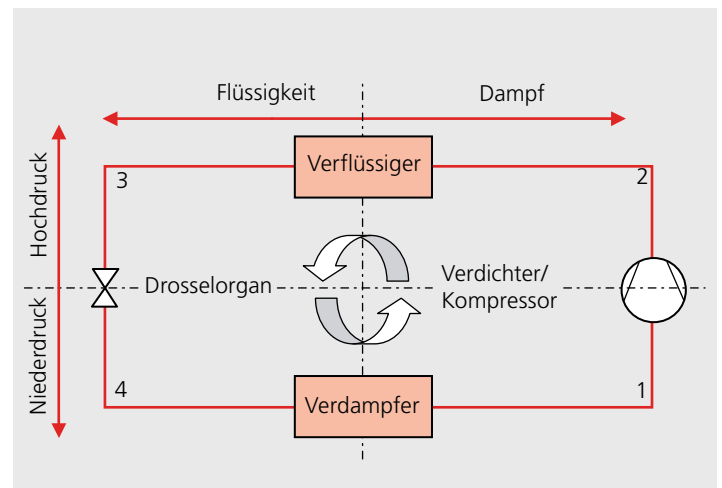 Flüssigkeit
Dampf
Hochdruck
Verflüssiger
3
2
Drosselorgan
Verdichter/
Kompressor
Niederdruck
4
Verdampfer
1